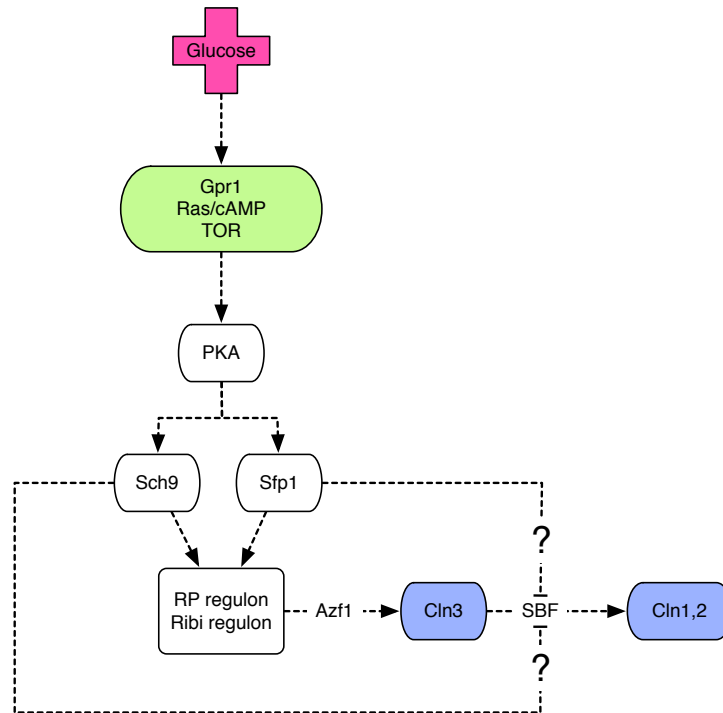 Glucose
Gpr1
Ras/cAMP
TOR
PKA
Sch9
Sfp1
?
RP regulon
Ribi regulon
Azf1
Cln3
SBF
Cln1,2
?